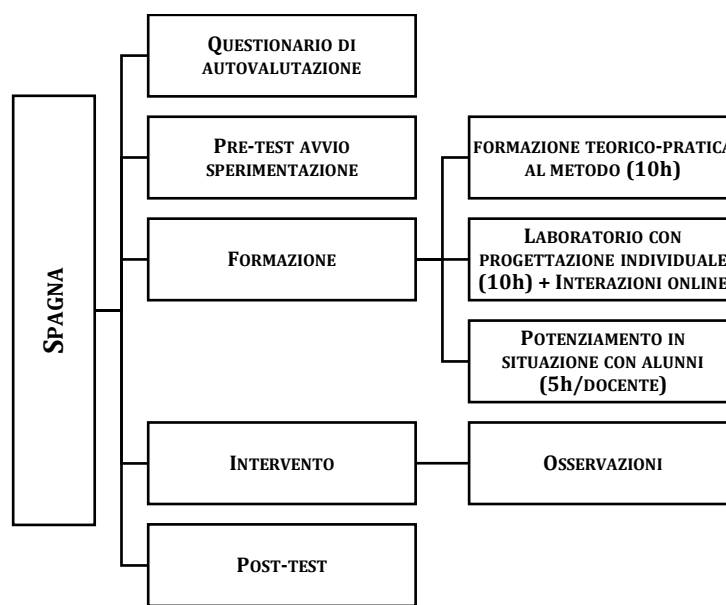 SPAGNA
QUESTIONARIO DI
AUTOVALUTAZIONE
PRE-TEST AVVIO
SPERIMENTAZIONE
FORMAZIONE
FORMAZIONE TEORICO-PRATICA
AL METODO (10H)
LABORATORIO CON
PROGETTAZIONE INDIVIDUALE
(10H) + INTERAZIONI ONLINE
POTENZIAMENTO IN
SITUAZIONE CON ALUNNI
(5H/DOCENTE)
INTERVENTO
OSSERVAZIONI
POST-TEST